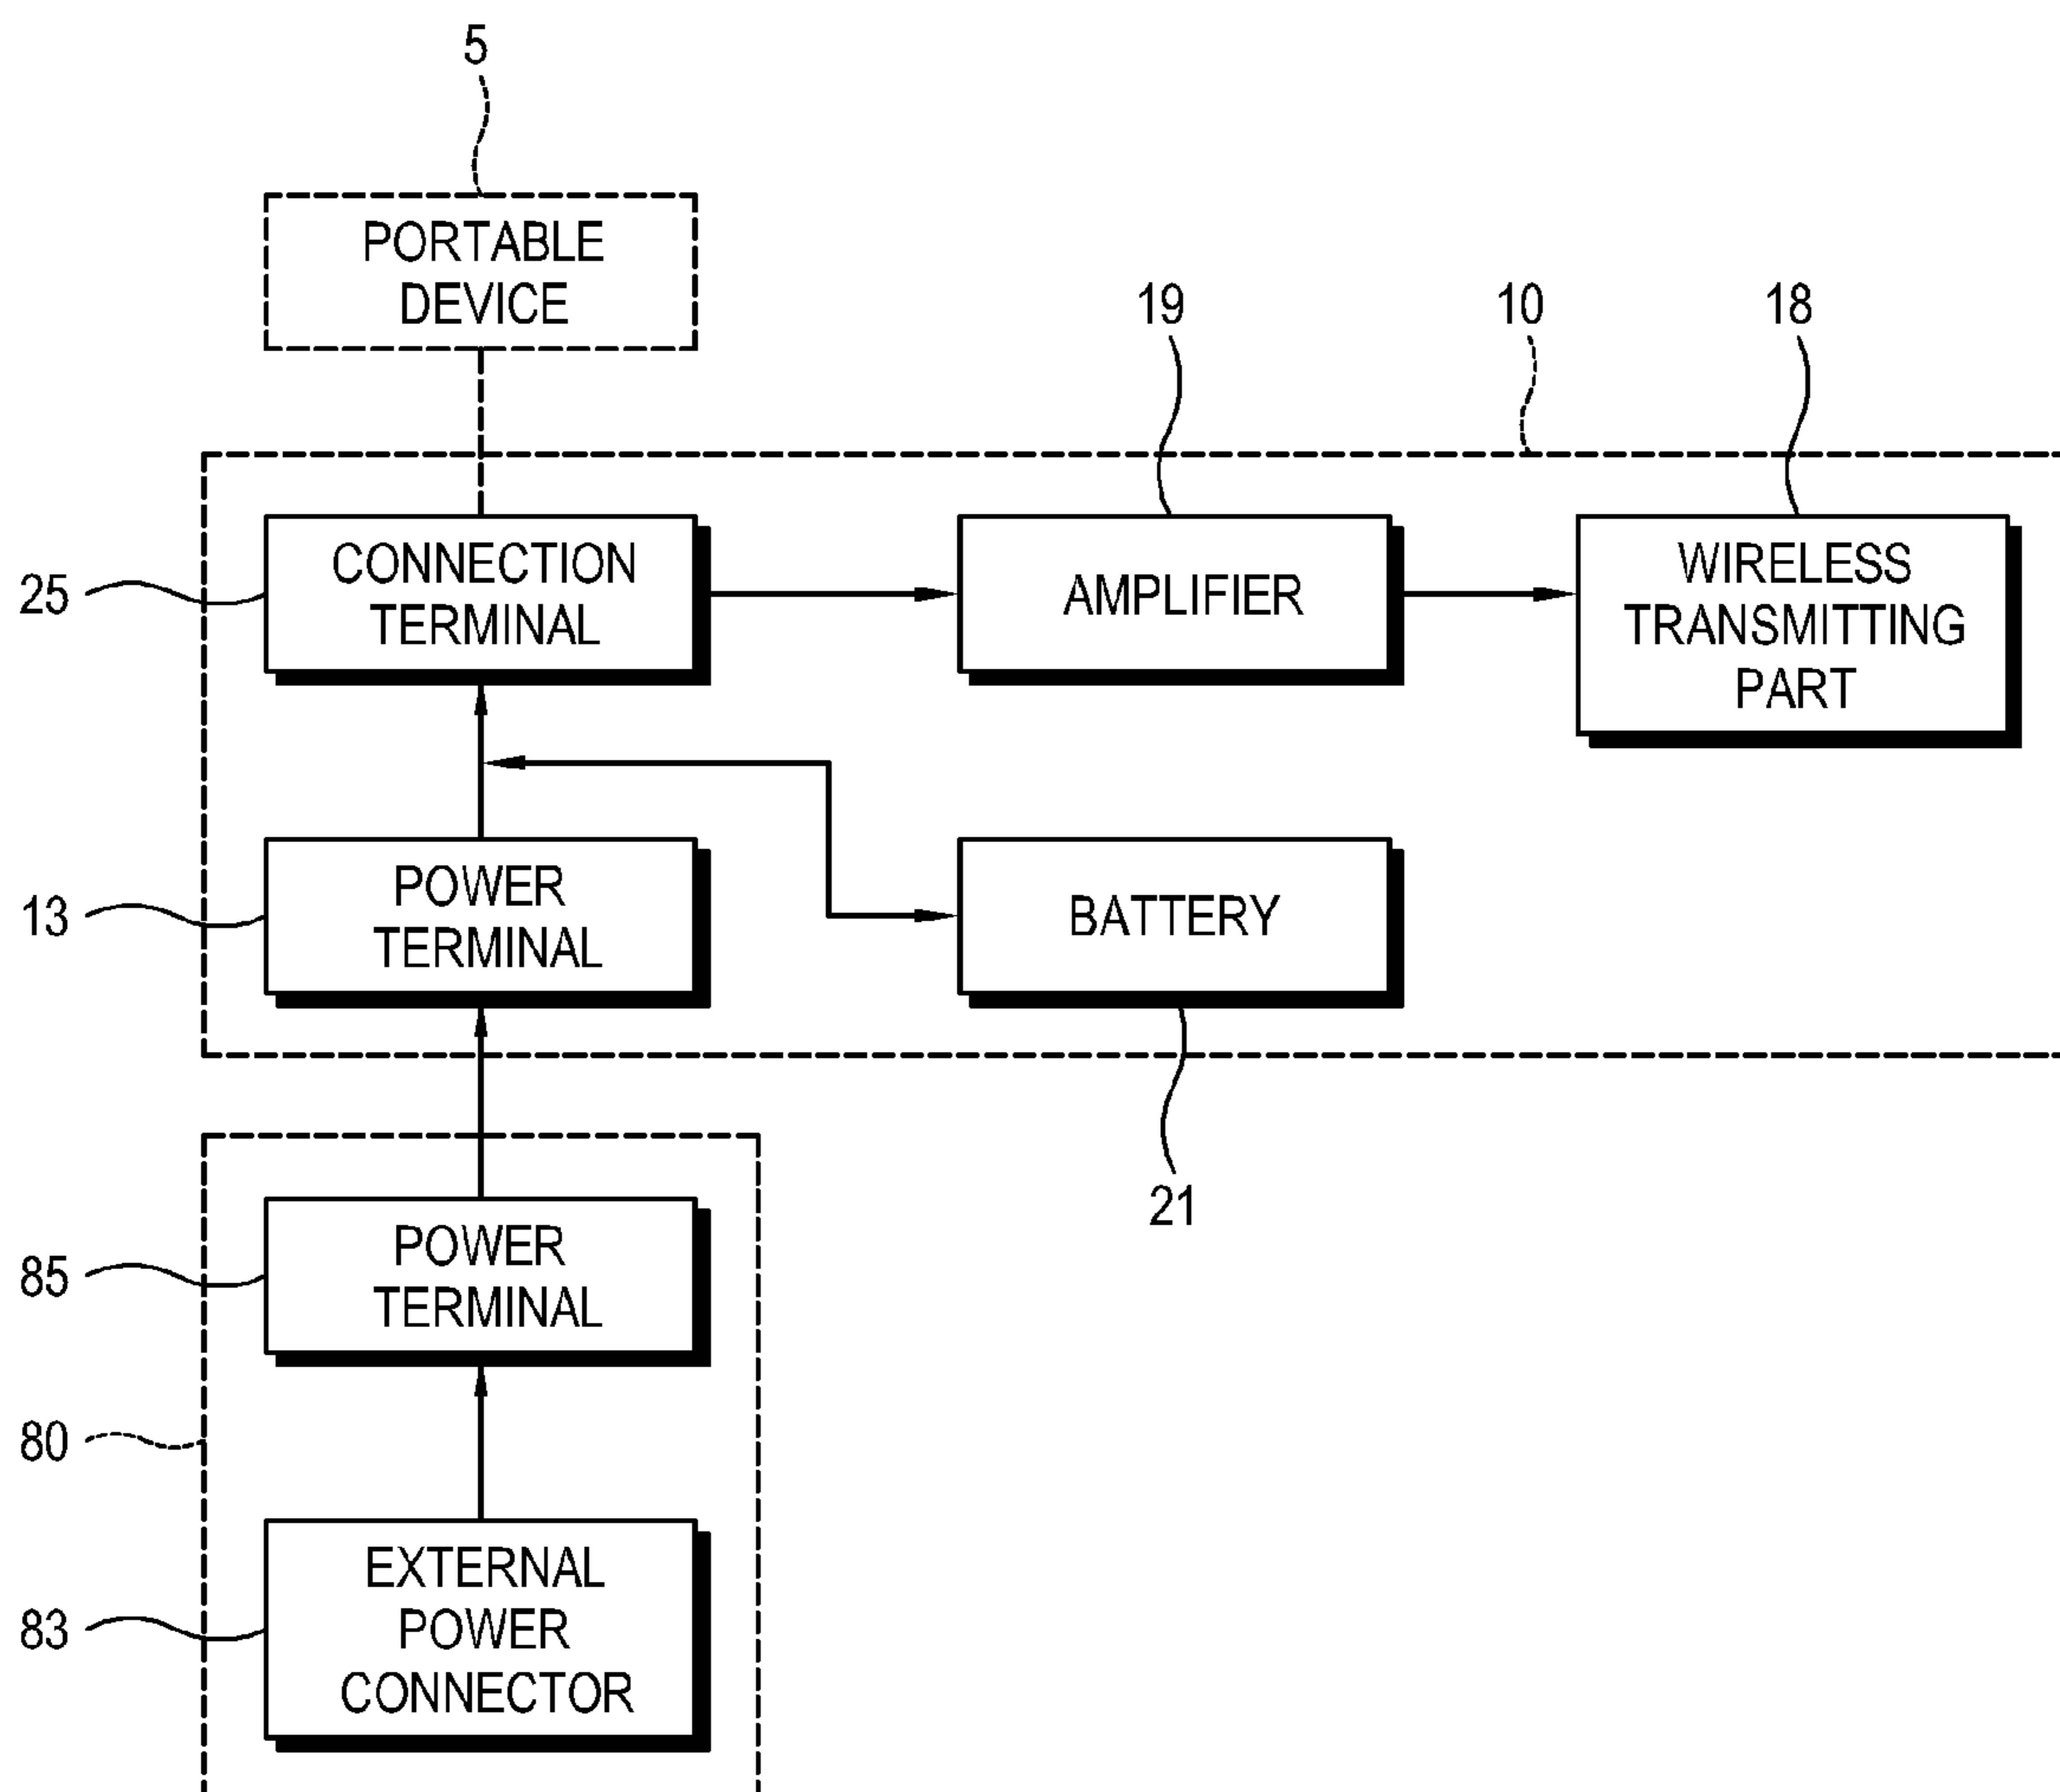 5
PORTABLE
DEVICE
19
10
18
25
CONNECTION
TERMINAL
AMPLIFIER
WIRELESS
TRANSMITTING
PART
13
POWER
TERMINAL
BATTERY
21
85
POWER
TERMINAL
80
83
EXTERNAL
POWER
CONNECTOR